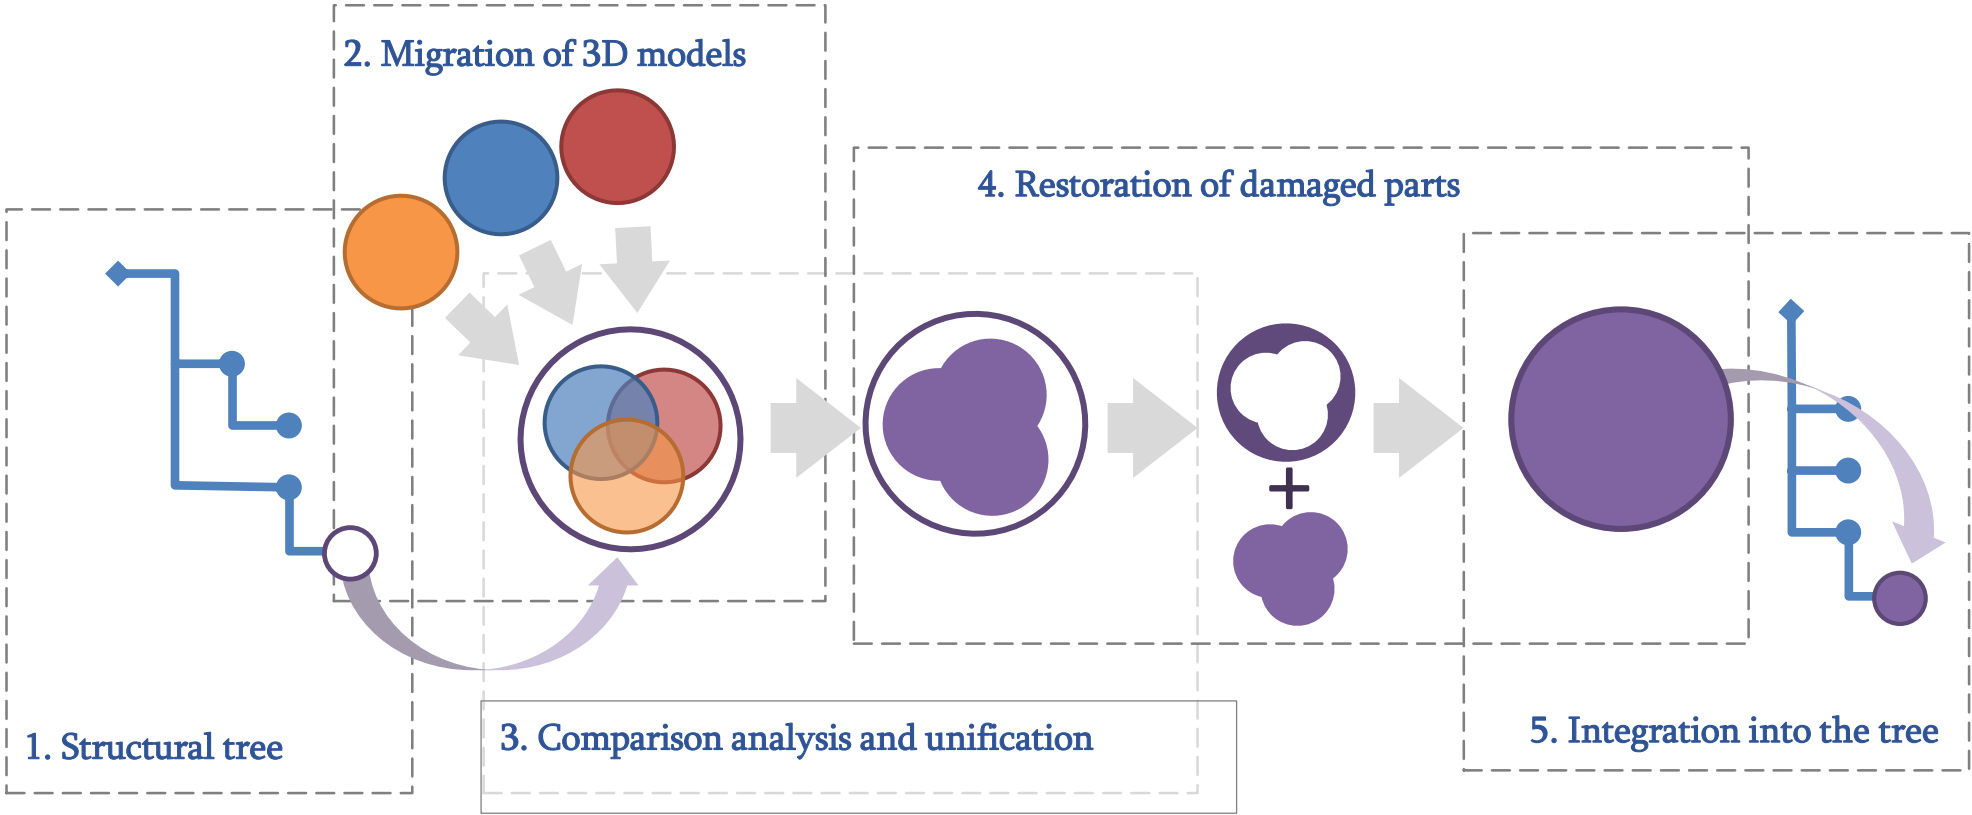 2. Migration of 3D models
4. Restoration of damaged parts
3. Comparison analysis and unification
1. Structural tree
5. Integration into the tree